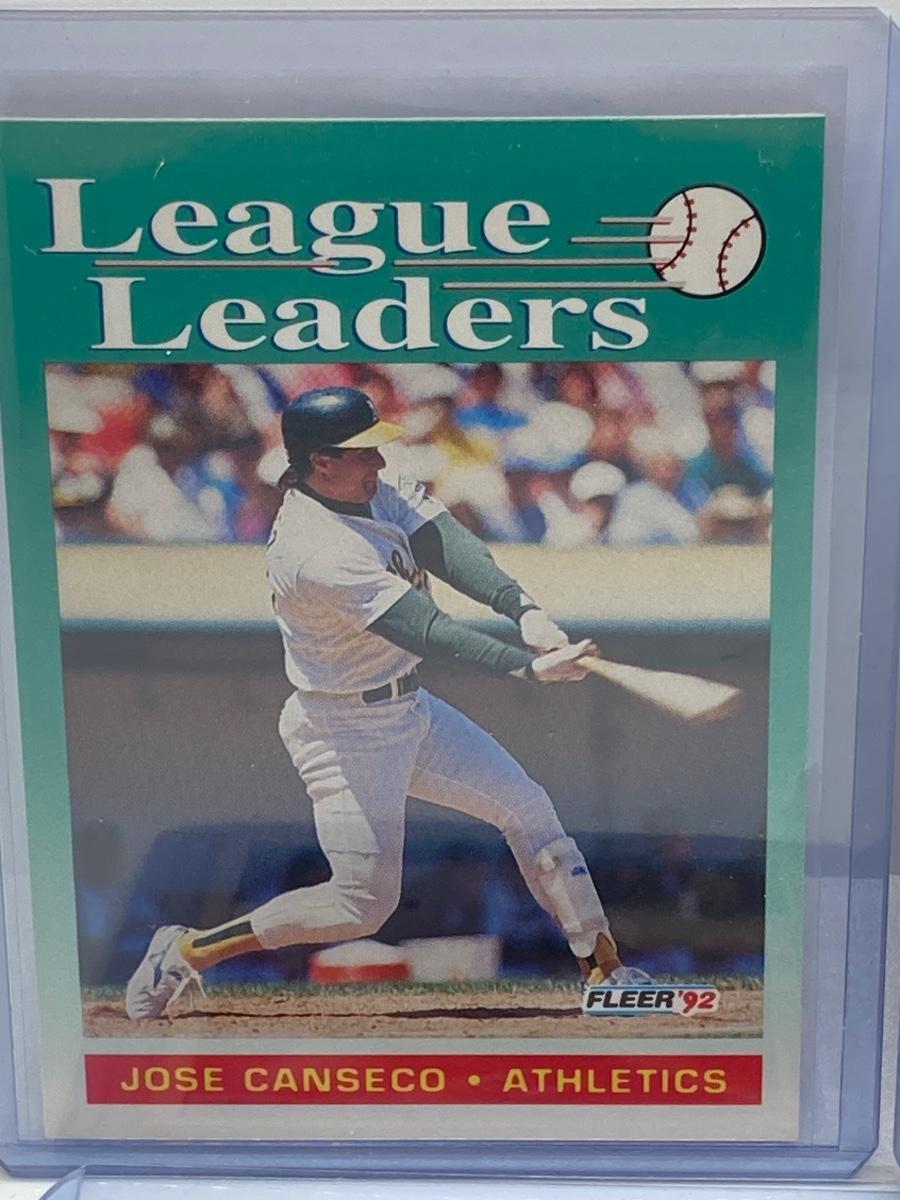 League
Leaders
FLEER '92
JOSE CANSECO • ATHLETICS